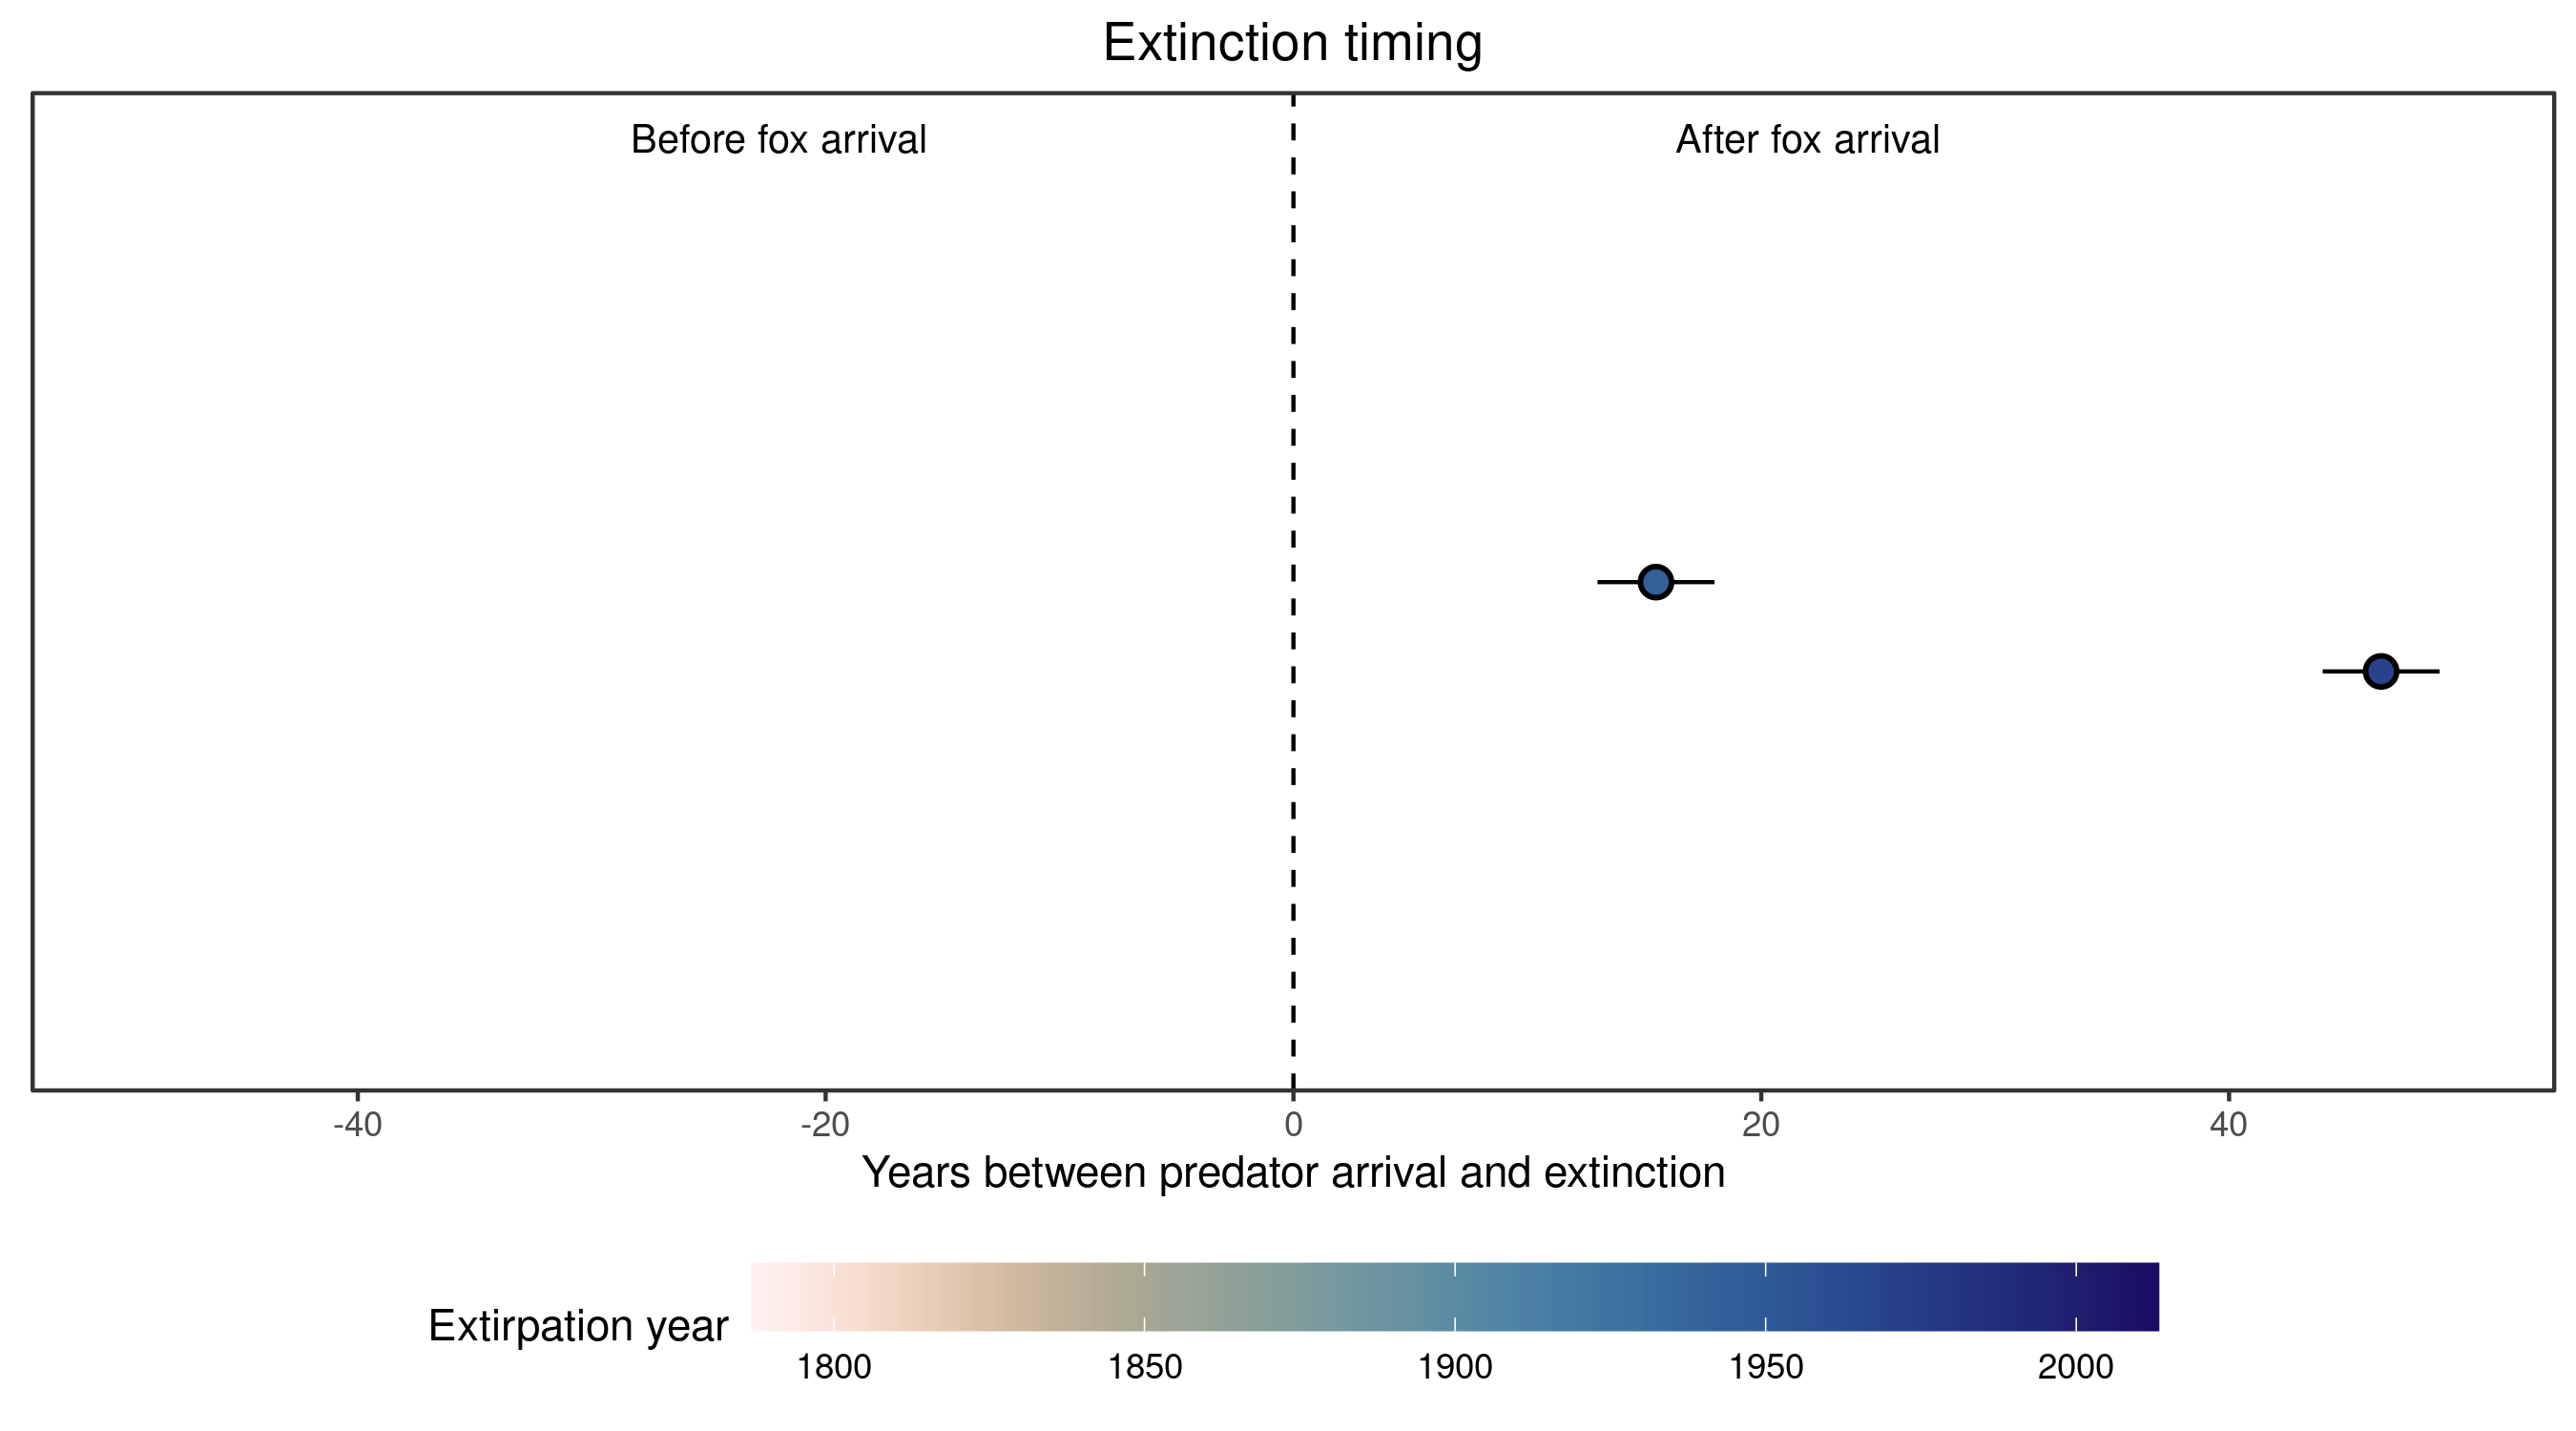 Extinction timing
Before fox arrival
After fox arrival
-40
-20
0
20
40
Years between predator arrival and extinction
Extirpation year
1800
1850
1900
1950
2000